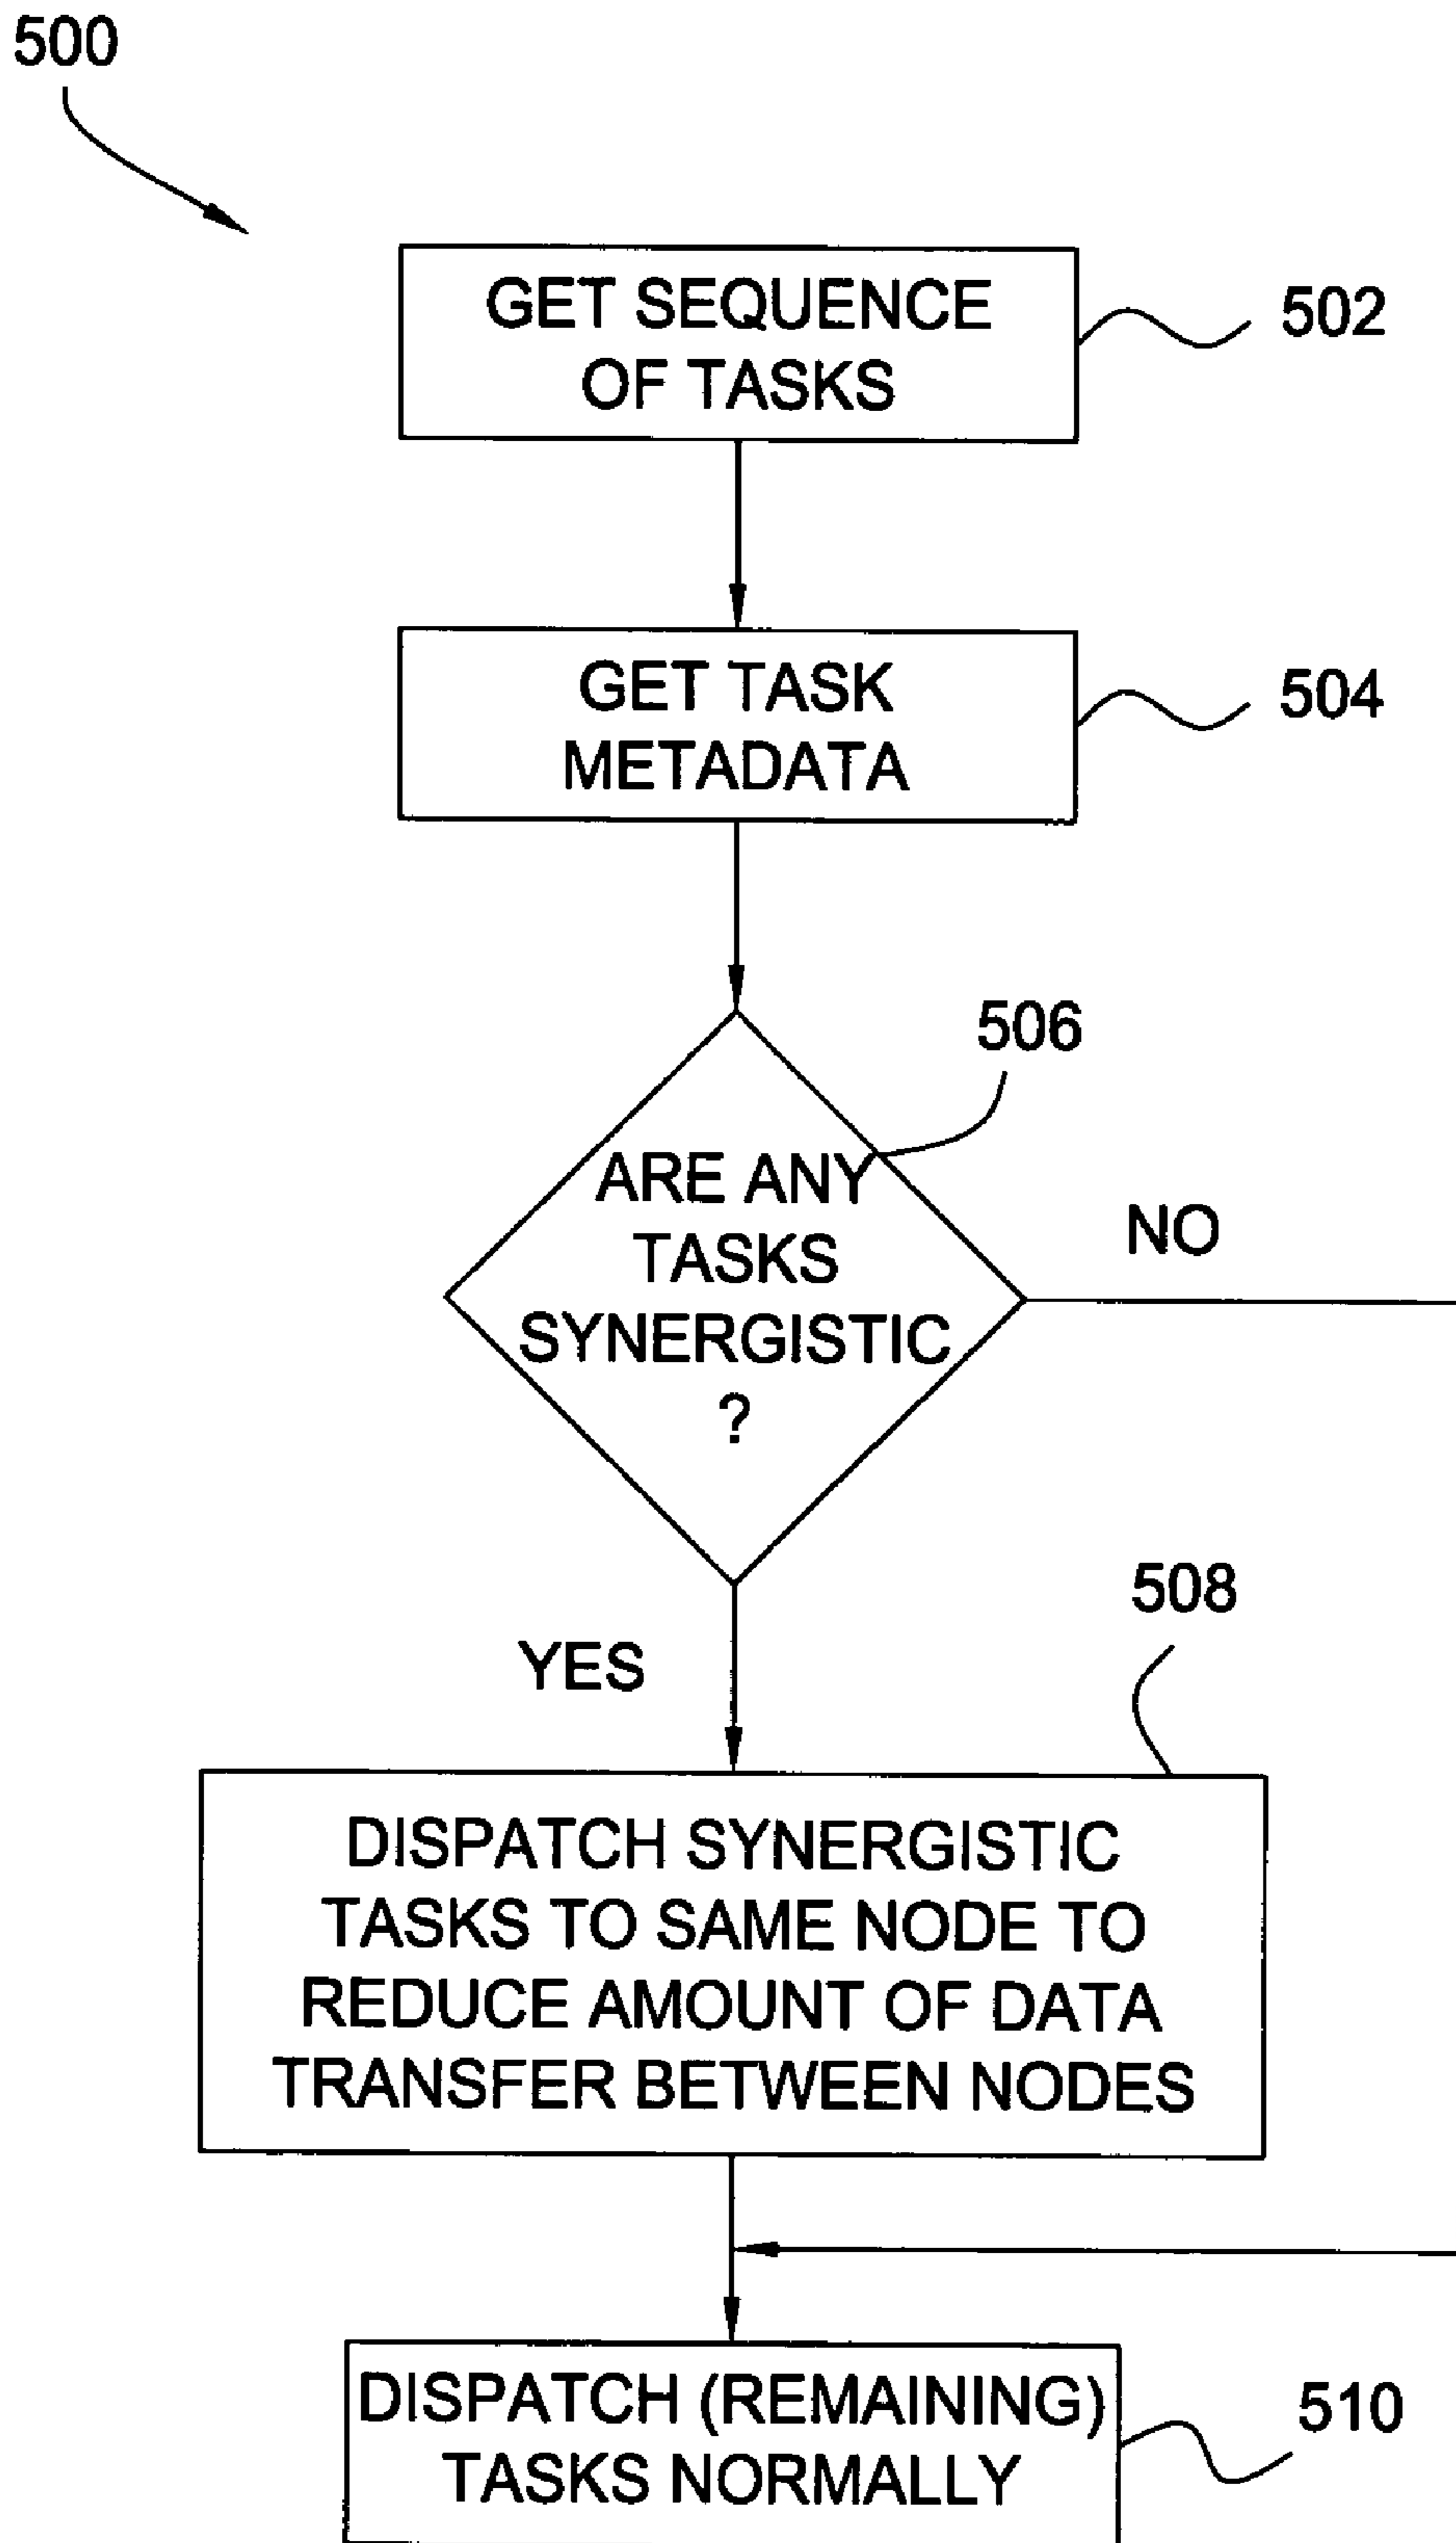 500
GET SEQUENCE
OF TASKS
502
GET TASK
METADATA
504
506
ARE ANY
TASKS
SYNERGISTIC
?
NO
YES
508
DISPATCH SYNERGISTIC
TASKS TO SAME NODE TO
REDUCE AMOUNT OF DATA
TRANSFER BETWEEN NODES
DISPATCH (REMAINING)
TASKS NORMALLY
510